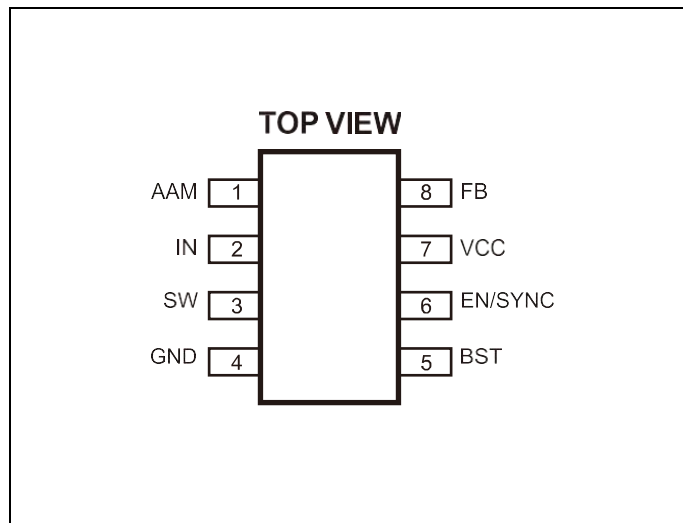 TOP VIEW
AAM 1 8 FB
IN 2 7 VCC
SW 3 6 EN/SYNC
GND 4 5 BST